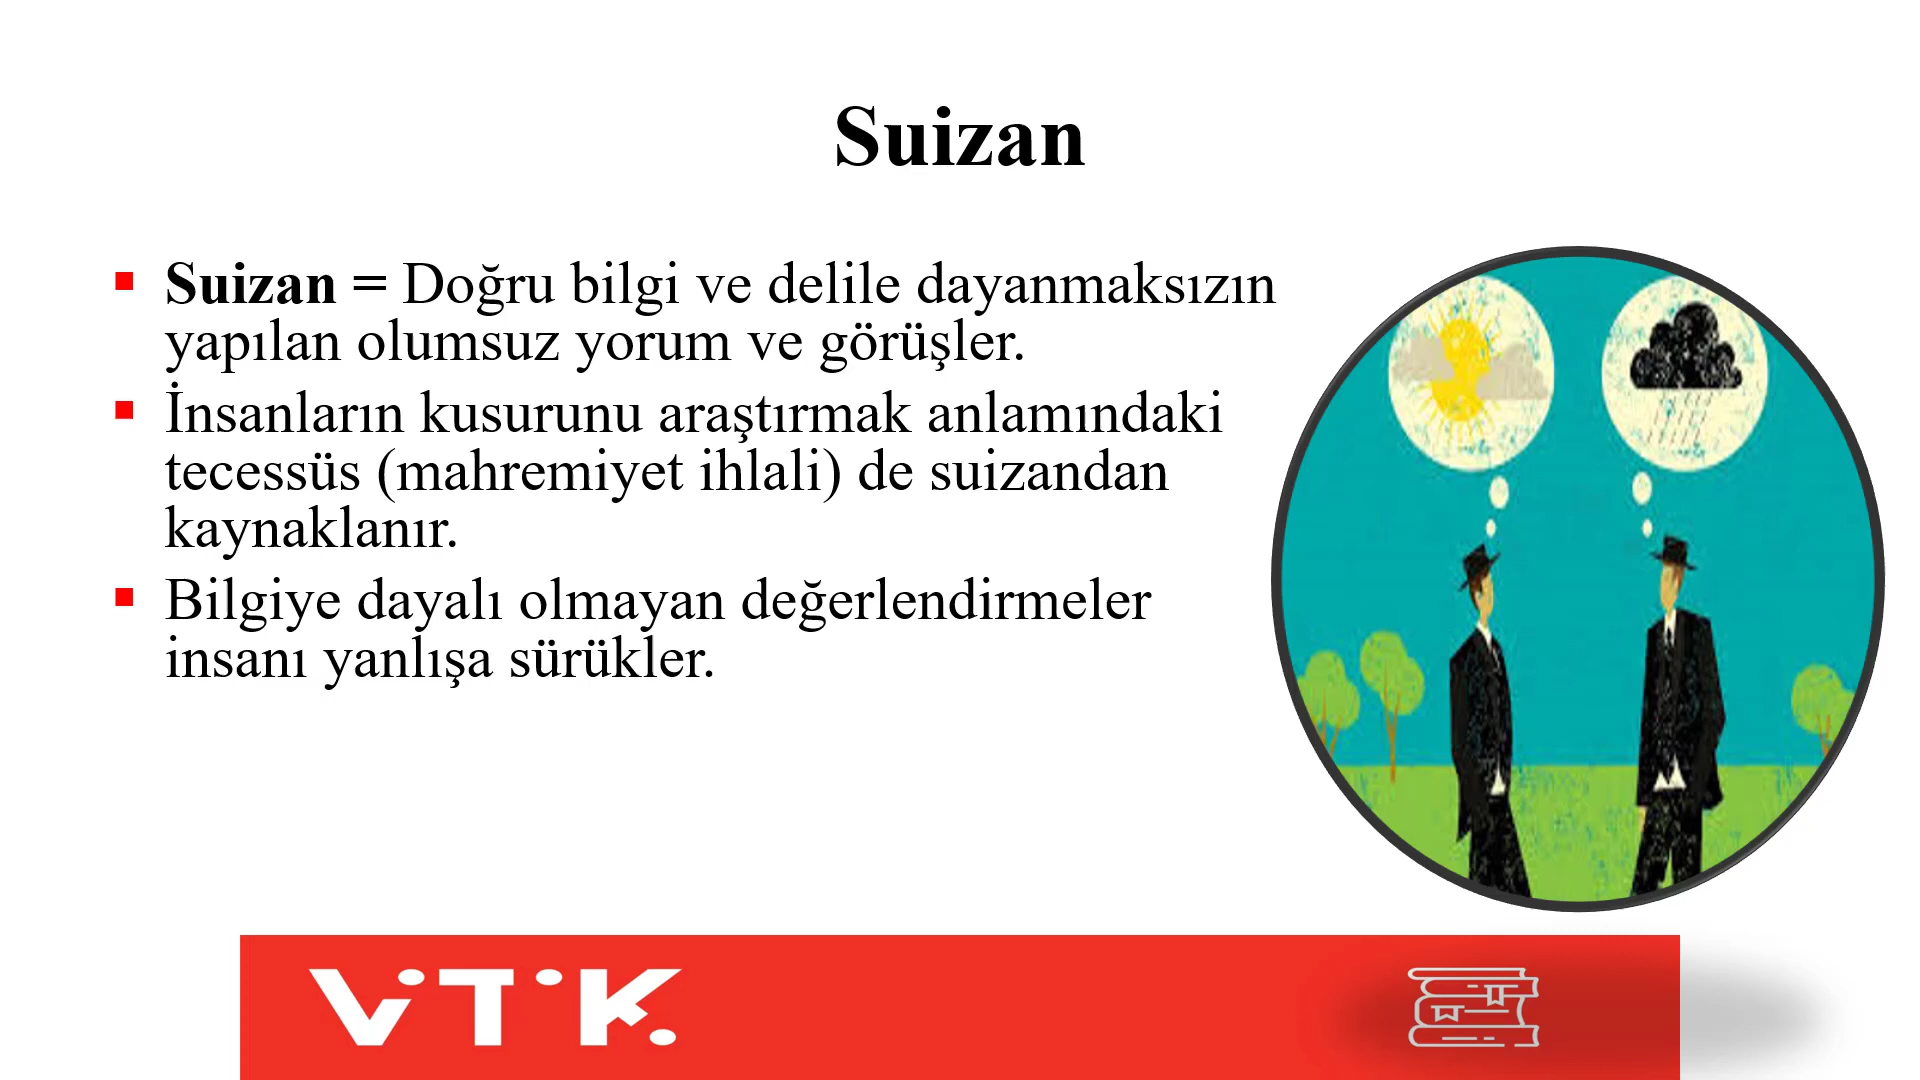 Suizan
Suizan = Doğru bilgi ve delile dayanmaksızın
yapılan olumsuz yorum ve görüşler.
İnsanların kusurunu araştırmak anlamındaki
tecessüs (mahremiyet ihlali) de suizandan
kaynaklanır.
Bilgiye dayalı olmayan değerlendirmeler
insanı yanlışa sürükler.
ViTiK